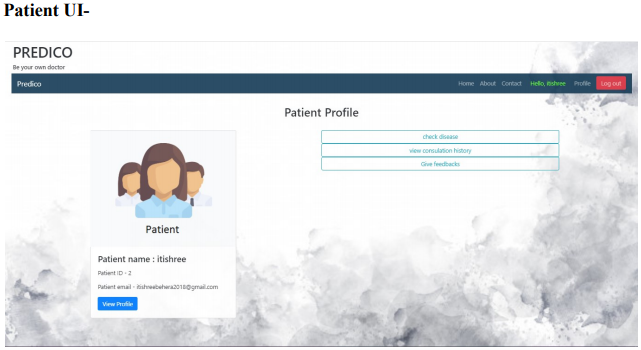 Patient UI-
PREDICO
Be your own doctor
Predico
Home About Contact Hello, Itishree Profile Log out
Patient Profile
check disease
view consulation history
Give feedbacks
Patient
Patient name : itishree
Patient ID - 2
Patient email - itishreebehera2018@gmail.com
View Profile